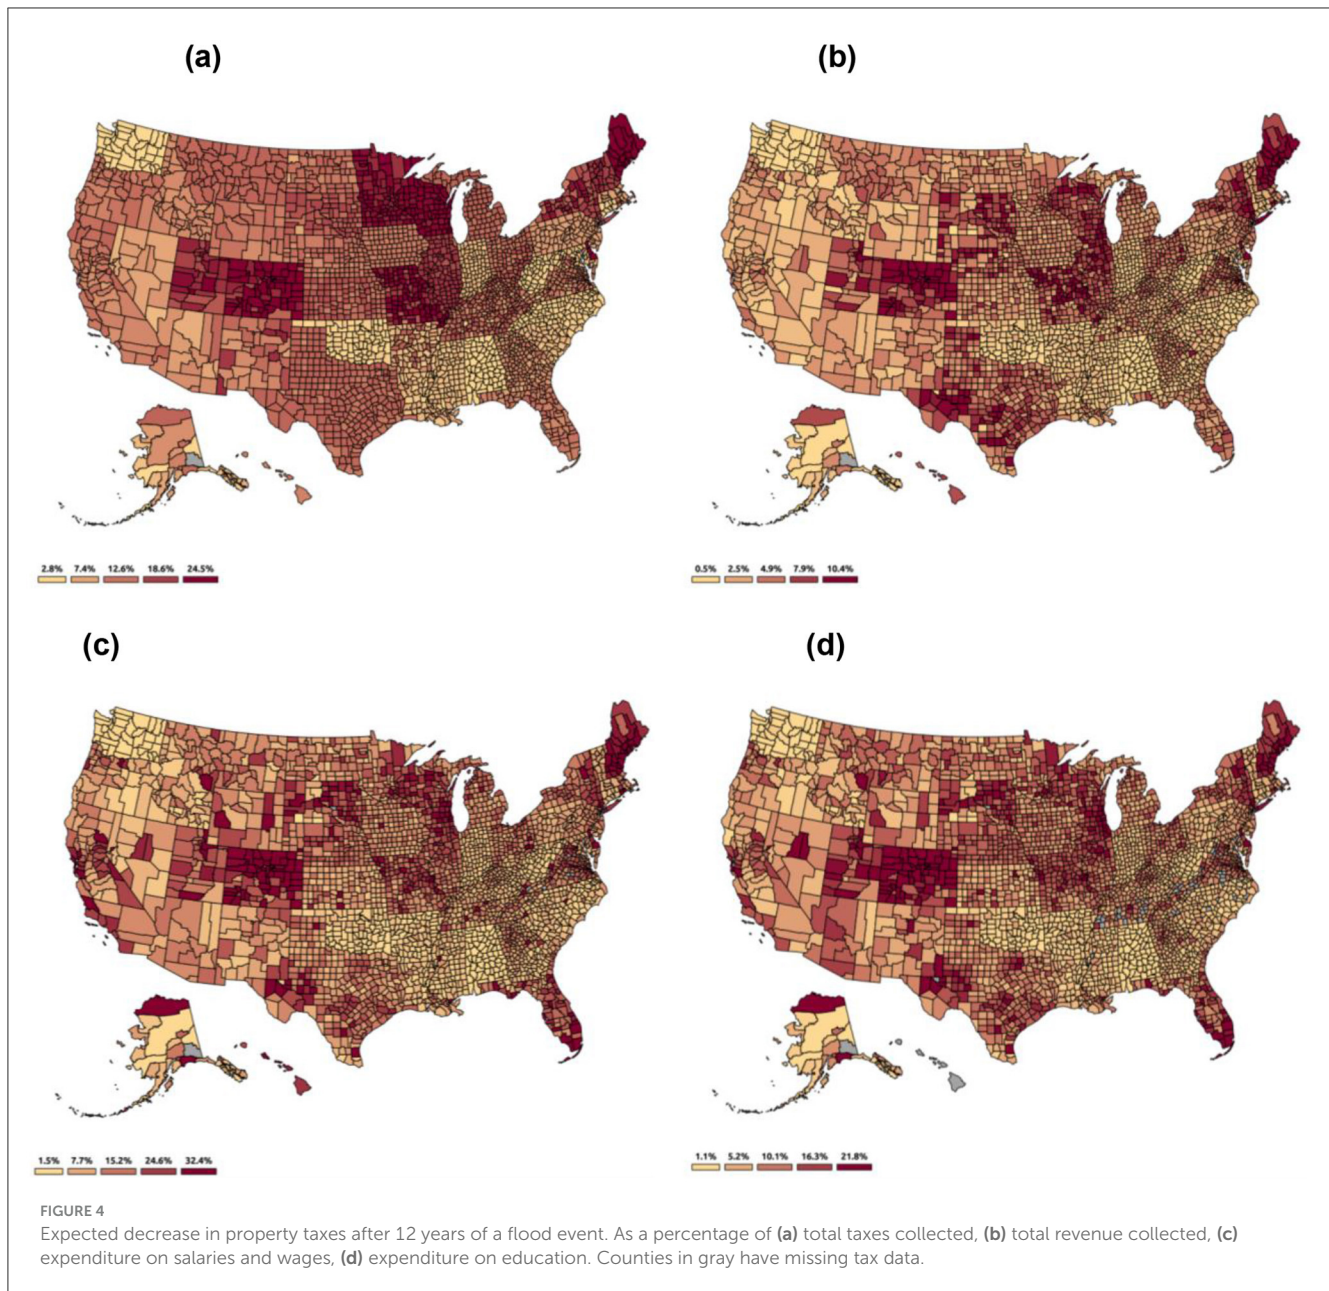 (a)
(b)
2.8% 7.4% 12.6% 18.6% 24.5%
0.5% 2.5% 4.9% 7.9% 10.4%
(c)
(d)
1.5% 7.7% 15.2% 24.6% 32.4%
1.1% 5.2% 10.1% 16.3% 21.8%
FIGURE 4
Expected decrease in property taxes after 12 years of a flood event. As a percentage of (a) total taxes collected, (b) total revenue collected, (c)
expenditure on salaries and wages, (d) expenditure on education. Counties in gray have missing tax data.